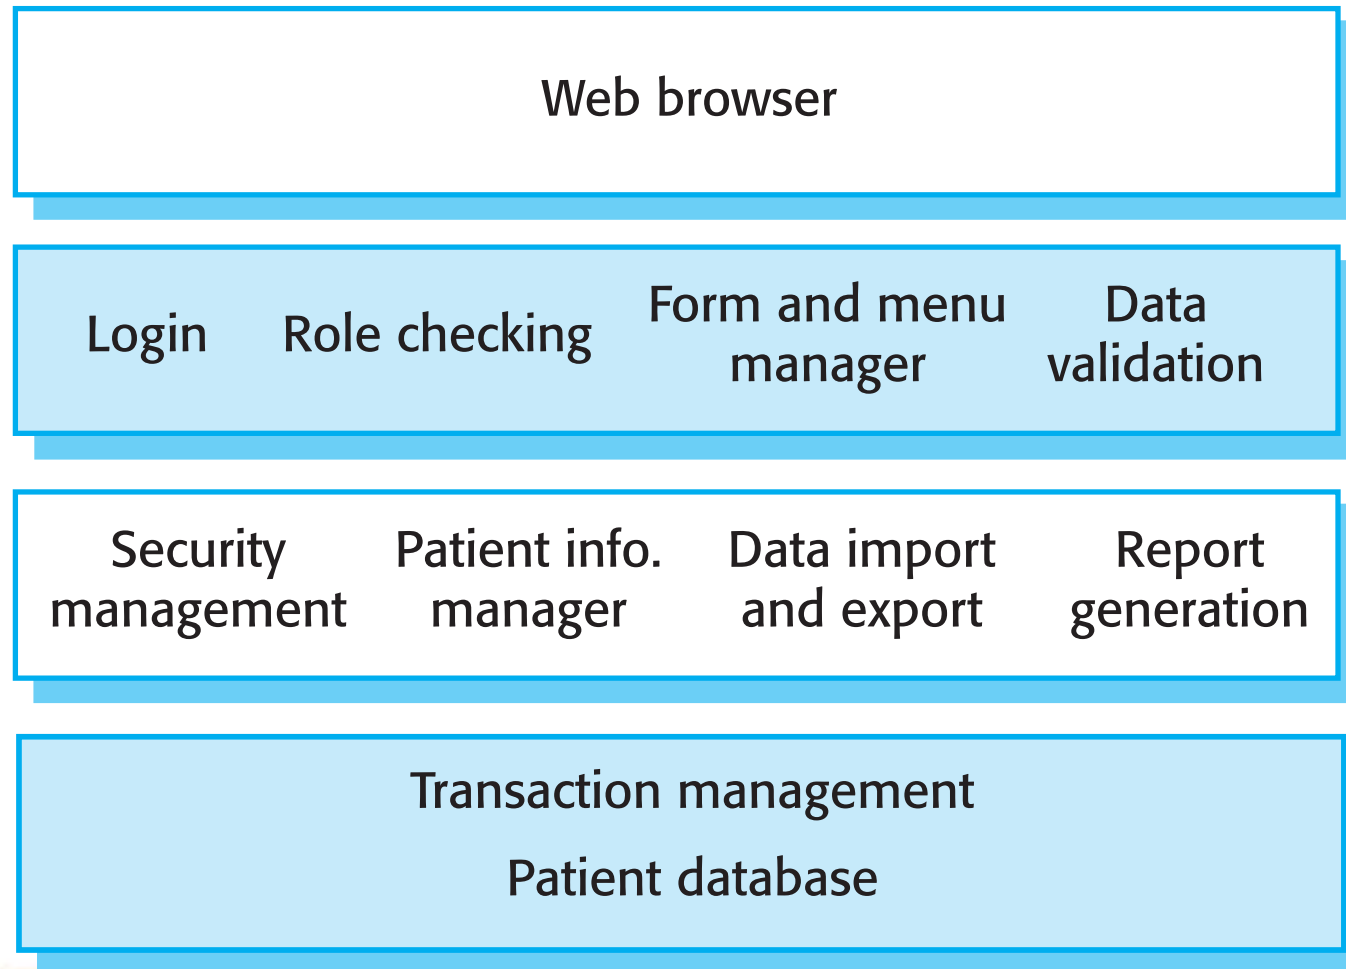 Web browser
Login
Role checking
Form and menu
manager
Data
validation
Security
management
Patient info.
manager
Data import
and export
Report
generation
Transaction management
Patient database